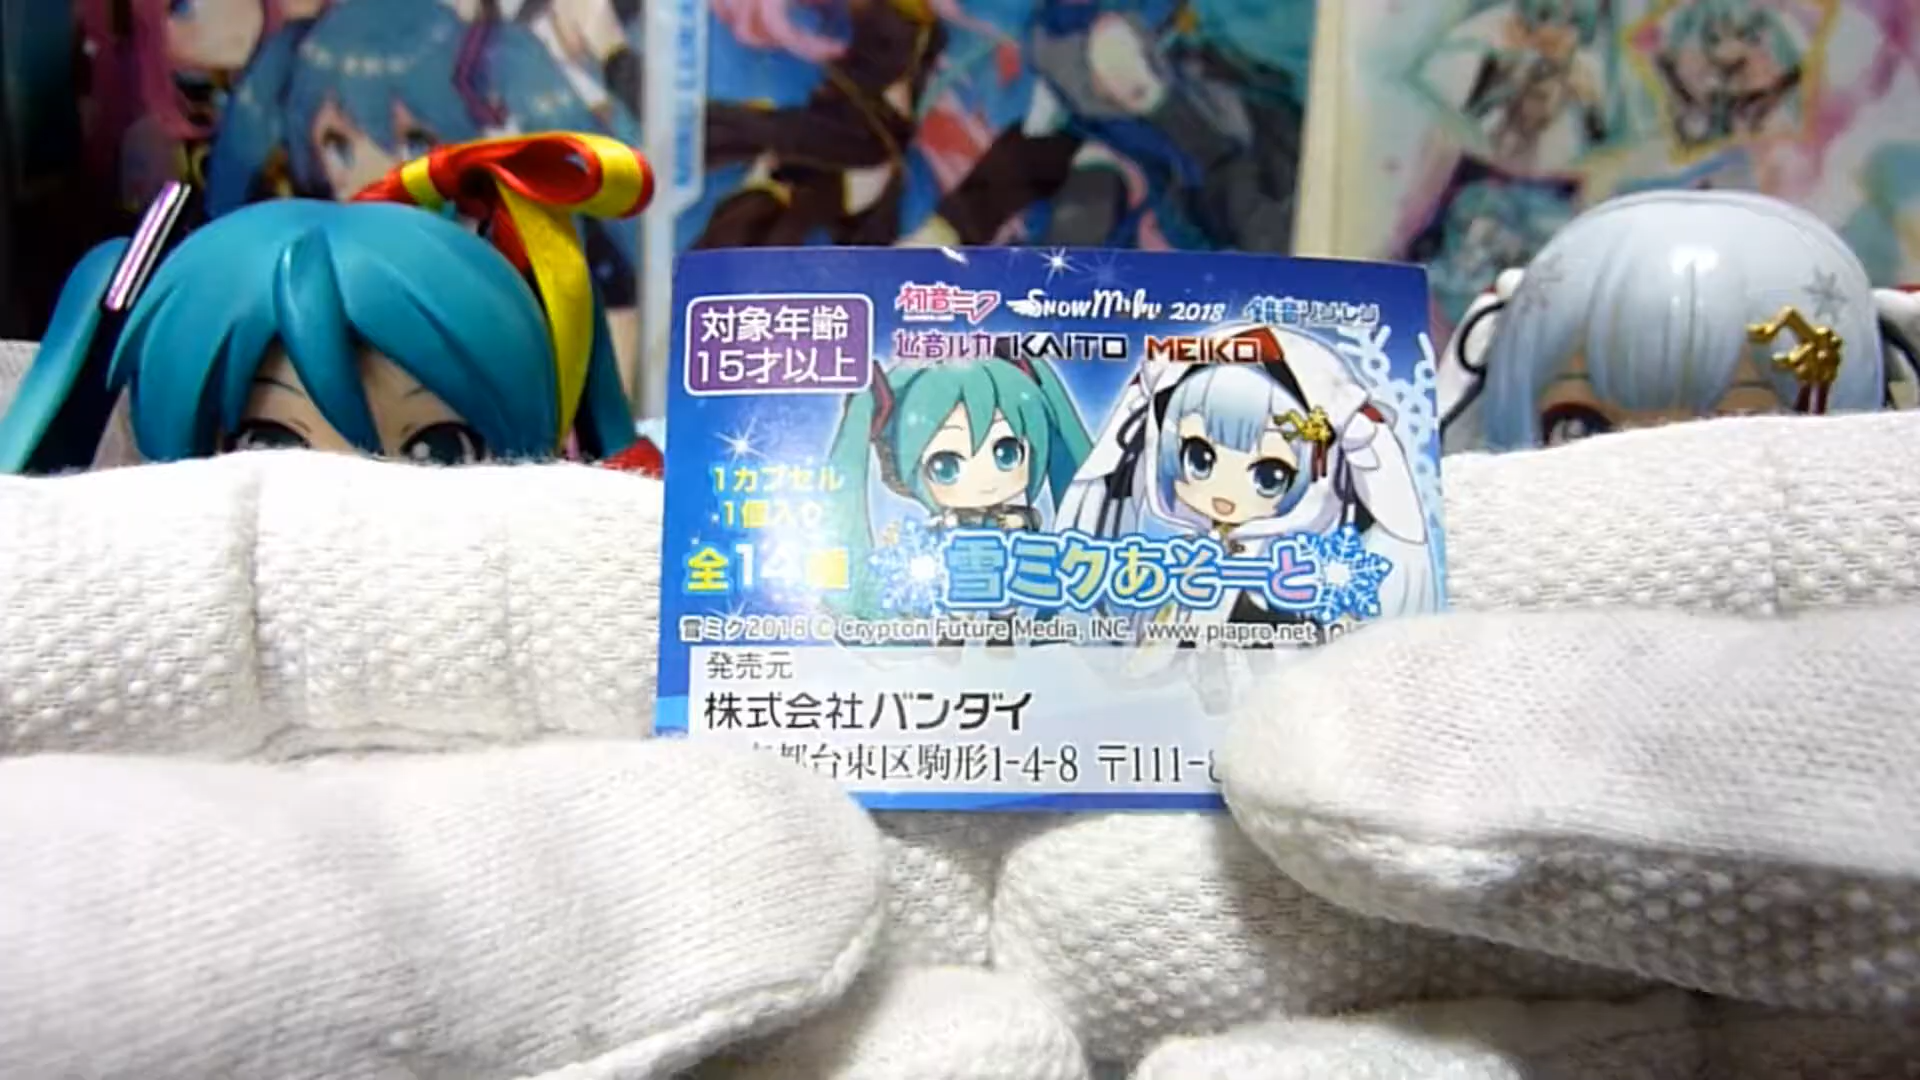 対象年齢
15才以上
初音ミク SNOW MIKU 2018 鏡音リン・レン
巡音ルカ KAITO MEIKO
1カプセル
1個入り
全14種
雪ミクあそーと
雪ミク2018 © Crypton Future Media, INC. www.piapro.net
発売元
株式会社バンダイ
都台東区駒形1-4-8 〒111-8